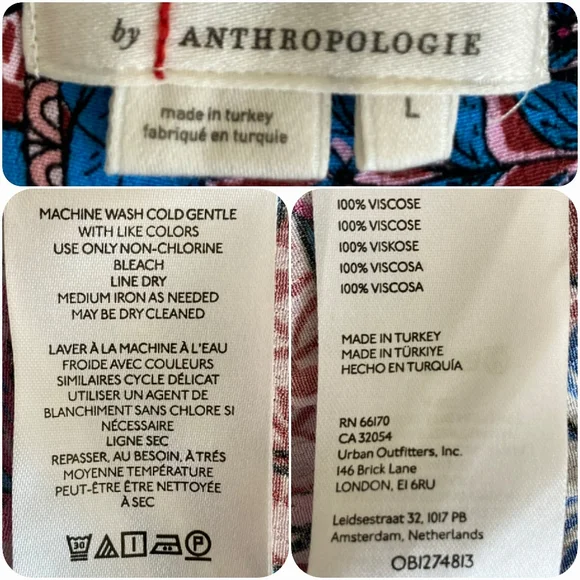 by ANTHROPOLOGIE
made in turkey
fabriqué en turquie
L
MACHINE WASH COLD GENTLE
WITH LIKE COLORS
USE ONLY NON-CHLORINE
BLEACH
LINE DRY
MEDIUM IRON AS NEEDED
MAY BE DRY CLEANED
LAVER À LA MACHINE À L'EAU
FROIDE AVEC COULEURS
SIMILAIRES CYCLE DÉLICAT
UTILISER UN AGENT DE
BLANCHIMENT SANS CHLORE SI
NÉCESSAIRE
LIGNE SEC
REPASSER, AU BESOIN, À TRÉS
MOYENNE TEMPÉRATURE
PEUT-ÊTRE ÊTRE NETTOYÉE
À SEC
30 P
100% VISCOSE
100% VISCOSE
100% VISKOSE
100% VISCOSA
100% VISCOSA
MADE IN TURKEY
MADE IN TÜRKIYE
HECHO EN TURQUÍA
RN 66170
CA 32054
Urban Outfitters, Inc.
146 Brick Lane
LONDON, E1 6RU
Leidsestraat 32, 1017 PB
Amsterdam, Netherlands
OB1274813